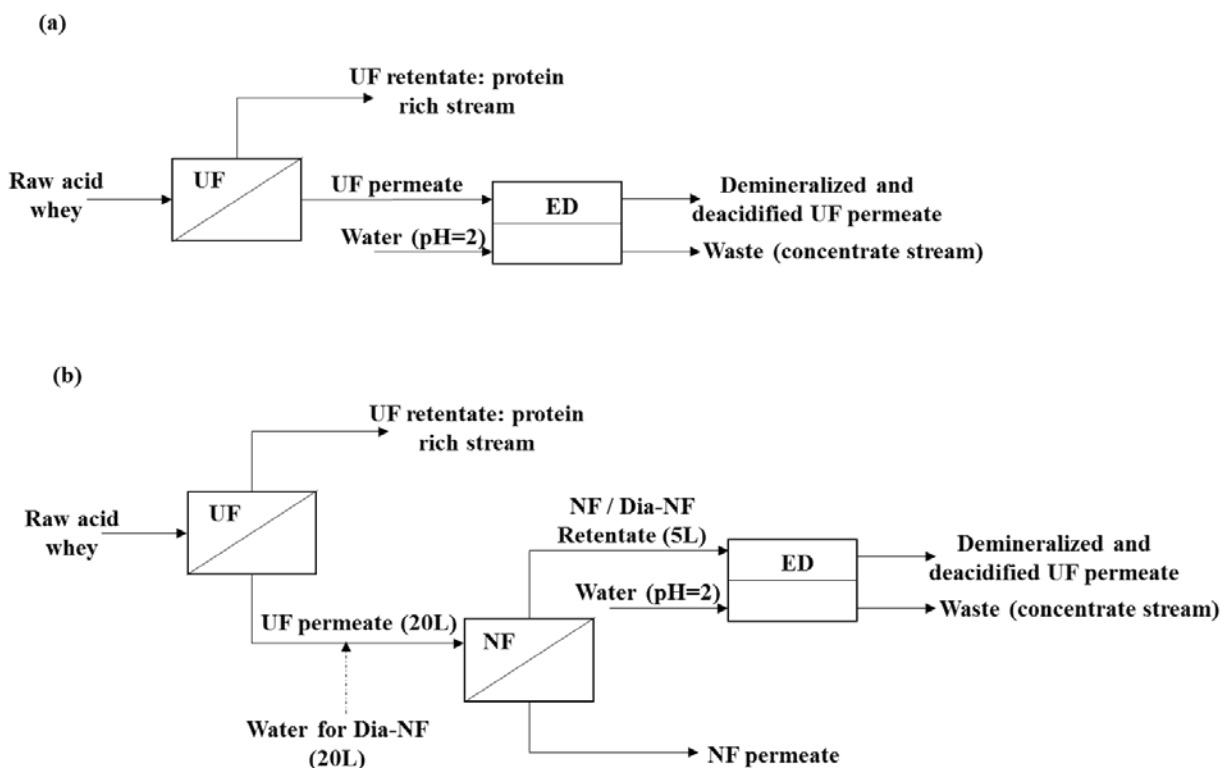 (a)
UF retentate: protein
rich stream
Raw acid
whey
UF
UF permeate
Water (pH=2)
ED
Demineralized and
deacidified UF permeate
Waste (concentrate stream)
(b)
UF retentate: protein
rich stream
Raw acid
whey
UF
UF permeate (20L)
Water for Dia-NF
(20L)
NF
NF / Dia-NF
Retentate (5L)
Water (pH=2)
ED
Demineralized and
deacidified UF permeate
Waste (concentrate stream)
NF permeate